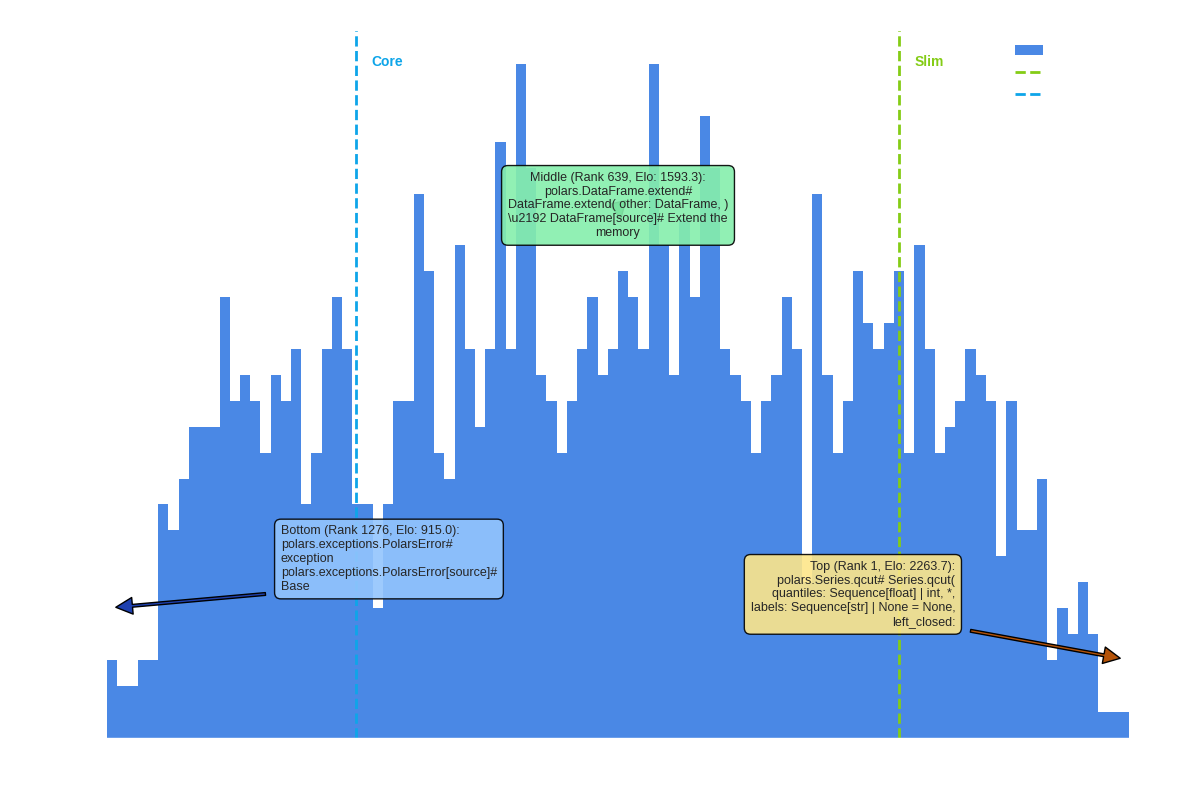 Core
Slim
Middle (Rank 639, Elo: 1593.3):
polars.DataFrame.extend#
DataFrame.extend( other: DataFrame, )
\u2192 DataFrame[source]# Extend the
memory
Bottom (Rank 1276, Elo: 915.0):
polars.exceptions.PolarsError#
exception
polars.exceptions.PolarsError[source]#
Base
Top (Rank 1, Elo: 2263.7):
polars.Series.qcut# Series.qcut(
quantiles: Sequence[float] | int, *,
labels: Sequence[str] | None = None,
left_closed: